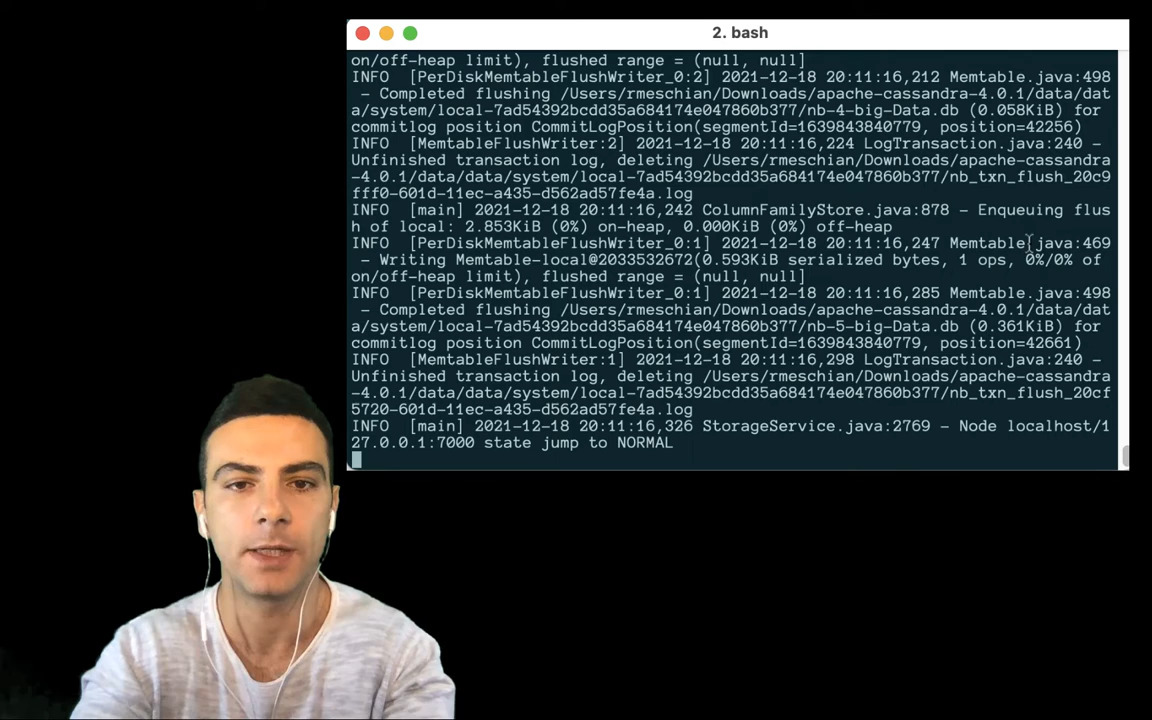 2. bash
on/off-heap limit), flushed range = (null, null]
INFO  [PerDiskMemtableFlushWriter_0:2] 2021-12-18 20:11:16,212 Memtable.java:498
 - Completed flushing /Users/rmeschian/Downloads/apache-cassandra-4.0.1/data/dat
a/system/local-7ad54392bcdd35a684174e047860b377/nb-4-big-Data.db (0.058KiB) for
commitlog position CommitLogPosition(segmentId=1639843840779, position=42256)
INFO  [MemtableFlushWriter:2] 2021-12-18 20:11:16,224 LogTransaction.java:240 -
Unfinished transaction log, deleting /Users/rmeschian/Downloads/apache-cassandra
-4.0.1/data/data/system/local-7ad54392bcdd35a684174e047860b377/nb_txn_flush_20c9
fff0-601d-11ec-a435-d562ad57fe4a.log
INFO  [main] 2021-12-18 20:11:16,242 ColumnFamilyStore.java:878 - Enqueuing flus
h of local: 2.853KiB (0%) on-heap, 0.000KiB (0%) off-heap
INFO  [PerDiskMemtableFlushWriter_0:1] 2021-12-18 20:11:16,247 Memtable.java:469
 - Writing Memtable-local@2033532672(0.593KiB serialized bytes, 1 ops, 0%/0% of
on/off-heap limit), flushed range = (null, null]
INFO  [PerDiskMemtableFlushWriter_0:1] 2021-12-18 20:11:16,285 Memtable.java:498
 - Completed flushing /Users/rmeschian/Downloads/apache-cassandra-4.0.1/data/dat
a/system/local-7ad54392bcdd35a684174e047860b377/nb-5-big-Data.db (0.361KiB) for
commitlog position CommitLogPosition(segmentId=1639843840779, position=42661)
INFO  [MemtableFlushWriter:1] 2021-12-18 20:11:16,298 LogTransaction.java:240 -
Unfinished transaction log, deleting /Users/rmeschian/Downloads/apache-cassandra
-4.0.1/data/data/system/local-7ad54392bcdd35a684174e047860b377/nb_txn_flush_20cf
5720-601d-11ec-a435-d562ad57fe4a.log
INFO  [main] 2021-12-18 20:11:16,326 StorageService.java:2769 - Node localhost/1
27.0.0.1:7000 state jump to NORMAL